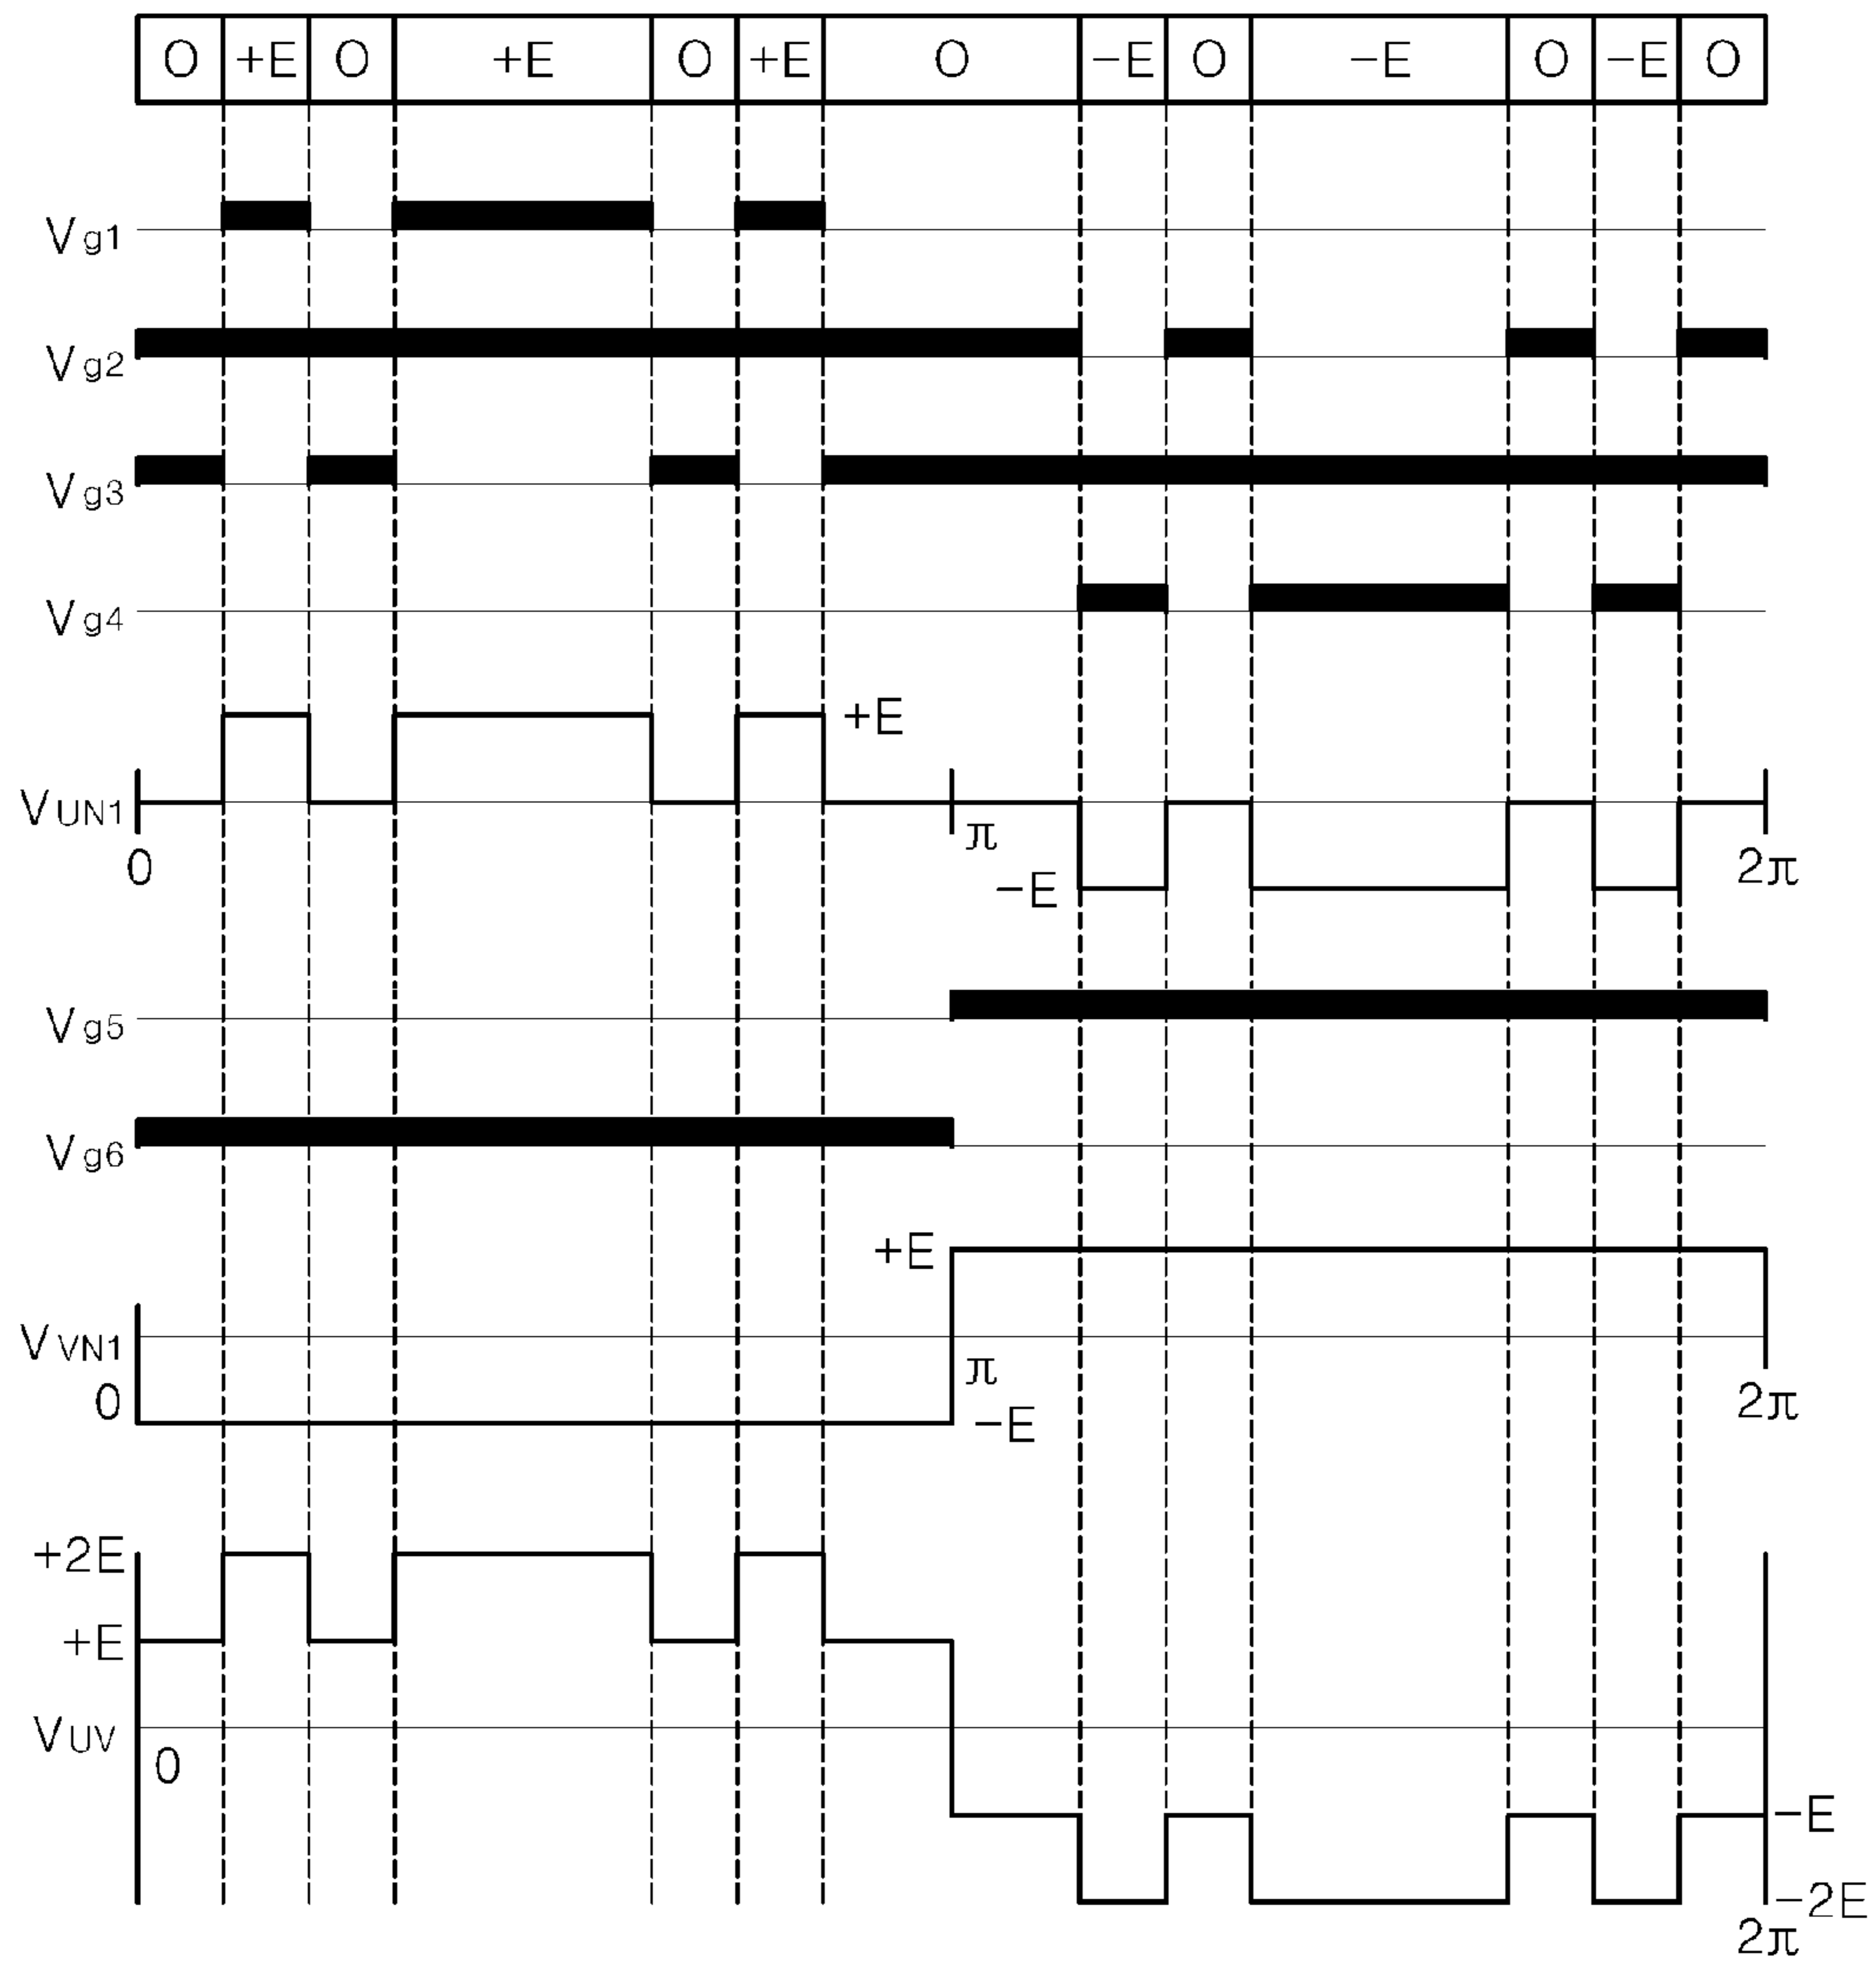 O +E O +E O +E O −E O −E O −E O
Vg1
Vg2
Vg3
Vg4
+E
VUN1
π
0
−E
2π
Vg5
Vg6
+E
VVN1
π
0
−E
2π
+2E
+E
VUV
0
−E
−2E
2π